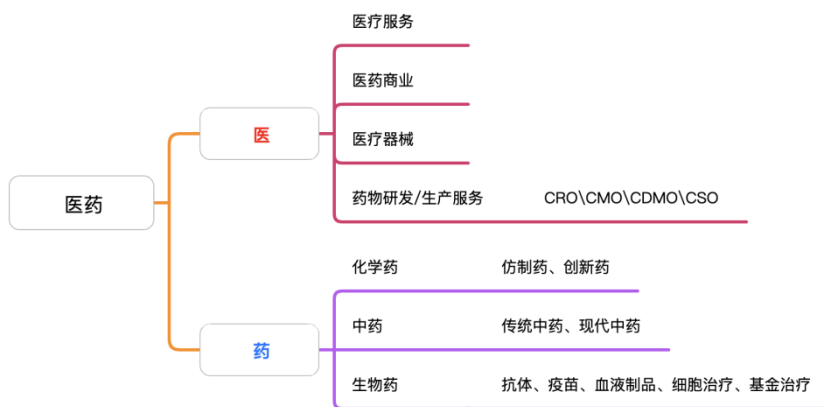 医疗服务
医药商业
医
医疗器械
药物研发/生产服务 CRO\CMO\CDMO\CSO
医药
化学药 仿制药、创新药
中药 传统中药、现代中药
药
生物药 抗体、疫苗、血液制品、细胞治疗、基金治疗